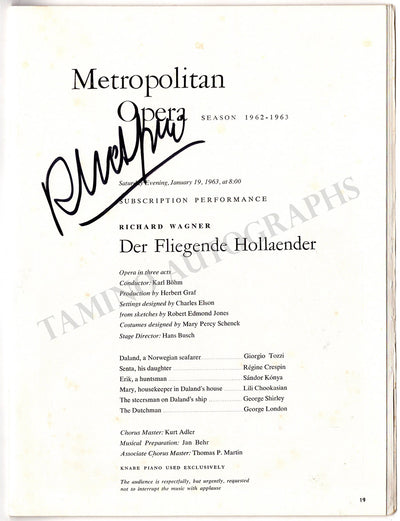 Metropolitan
Opera SEASON 1962-1963
Saturday Evening, January 19, 1963, at 8:00
SUBSCRIPTION PERFORMANCE
RICHARD WAGNER
Der Fliegende Hollaender
Opera in three acts
Conductor: Karl Böhm
Production by Herbert Graf
Settings designed by Charles Elson
from sketches by Robert Edmond Jones
Costumes designed by Mary Percy Schenck
Stage Director: Hans Busch
Daland, a Norwegian seafarer Giorgio Tozzi
Senta, his daughter Régine Crespin
Erik, a huntsman Sándor Kónya
Mary, housekeeper in Daland's house Lili Chookasian
The steersman on Daland's ship George Shirley
The Dutchman George London
Chorus Master: Kurt Adler
Musical Preparation: Jan Behr
Associate Chorus Master: Thomas P. Martin
KNABE PIANO USED EXCLUSIVELY
The audience is respectfully, but urgently, requested
not to interrupt the music with applause
19
TAMINO AUTOGRAPHS